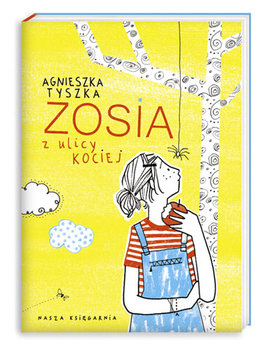 AGNIESZKA
TYSZKA
ZOSIA
z ulicy
KOCIEJ
NASZA KSIĘGARNIA